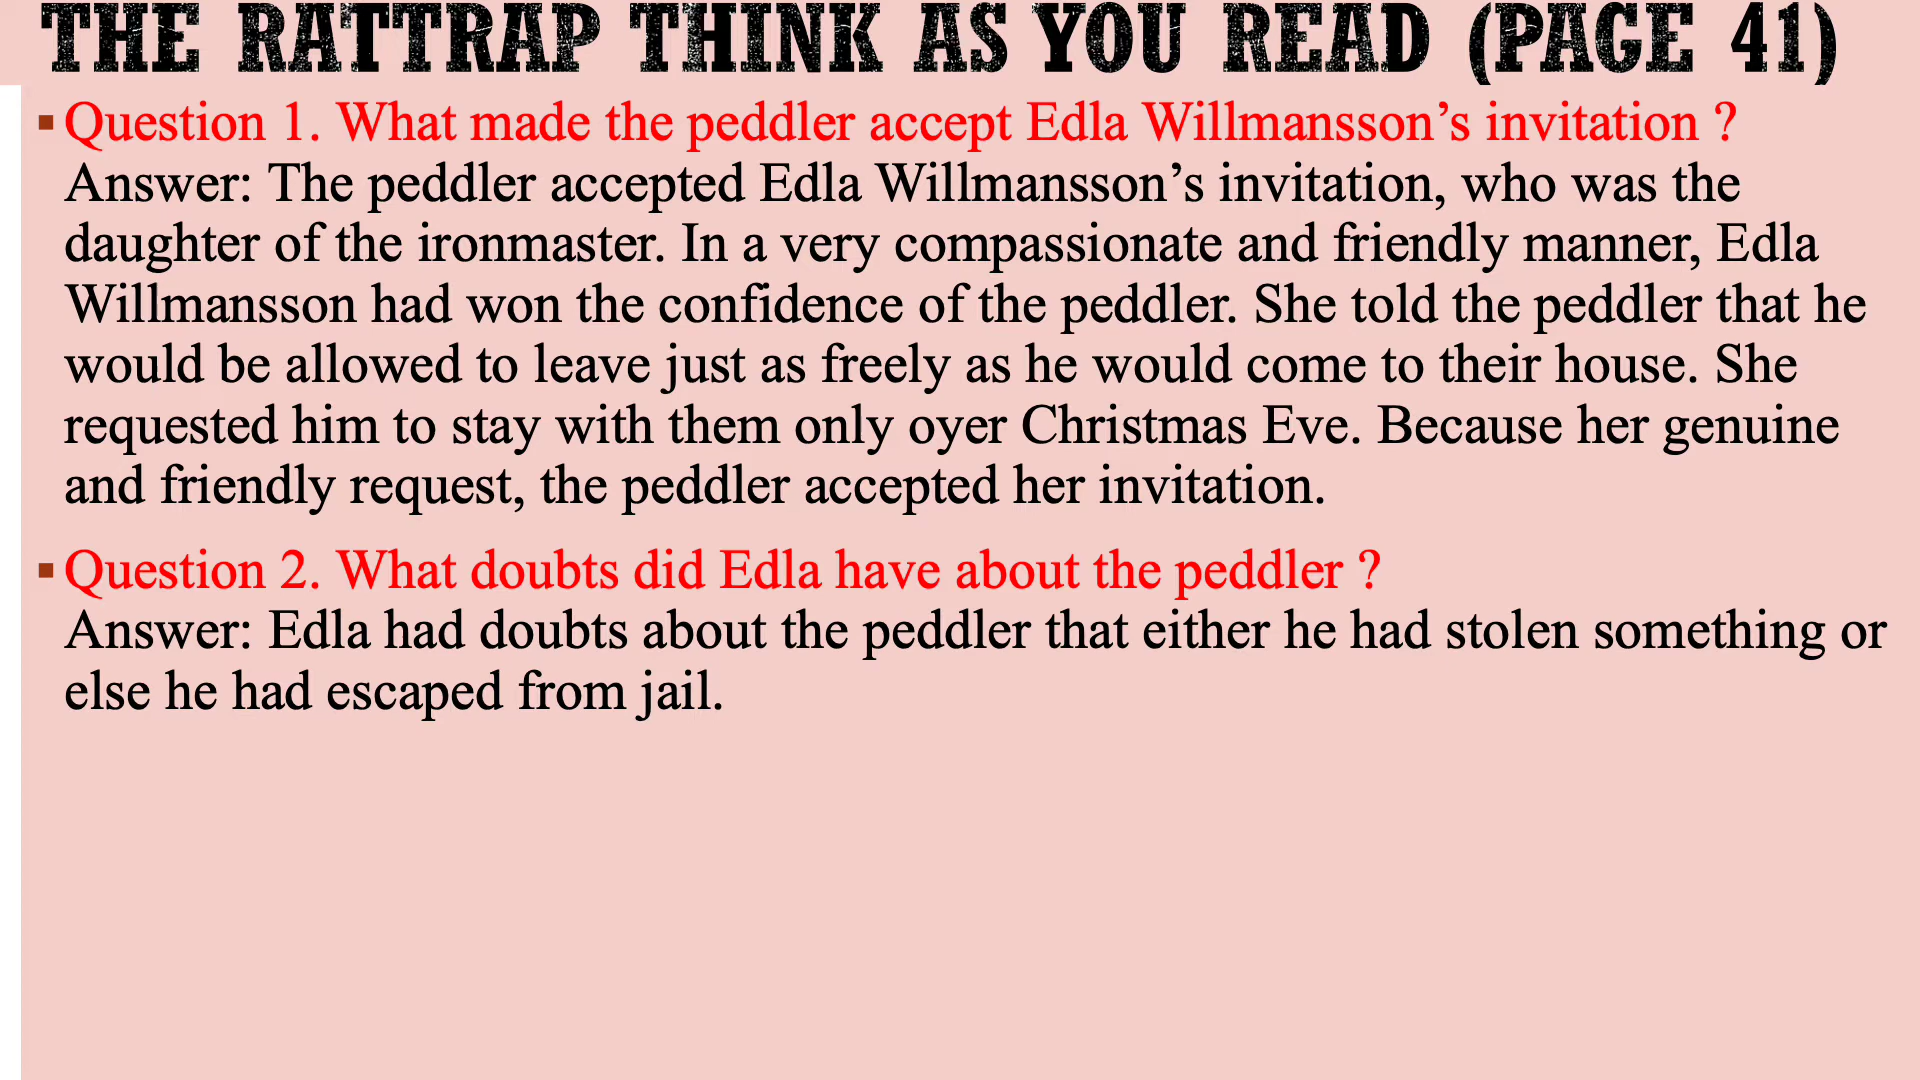 THE RATTRAP THINK AS YOU READ (PAGE 41)
▪ Question 1. What made the peddler accept Edla Willmansson’s invitation ?
Answer: The peddler accepted Edla Willmansson’s invitation, who was the
daughter of the ironmaster. In a very compassionate and friendly manner, Edla
Willmansson had won the confidence of the peddler. She told the peddler that he
would be allowed to leave just as freely as he would come to their house. She
requested him to stay with them only oyer Christmas Eve. Because her genuine
and friendly request, the peddler accepted her invitation.
▪ Question 2. What doubts did Edla have about the peddler ?
Answer: Edla had doubts about the peddler that either he had stolen something or
else he had escaped from jail.